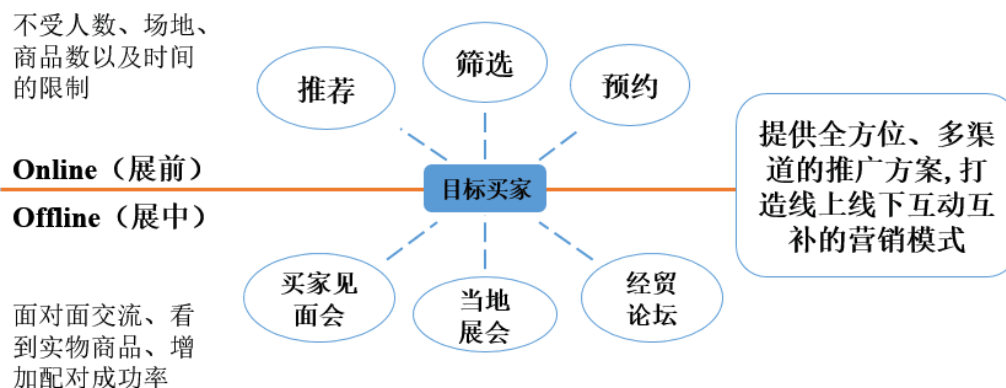 不受人数、场地、
商品数以及时间
的限制
推荐
筛选
预约
Online（展前）
目标买家
Offline（展中）
提供全方位、多渠
道的推广方案,打
造线上线下互动互
补的营销模式
买家见
面会
当地
展会
经贸
论坛
面对面交流、看
到实物商品、增
加配对成功率